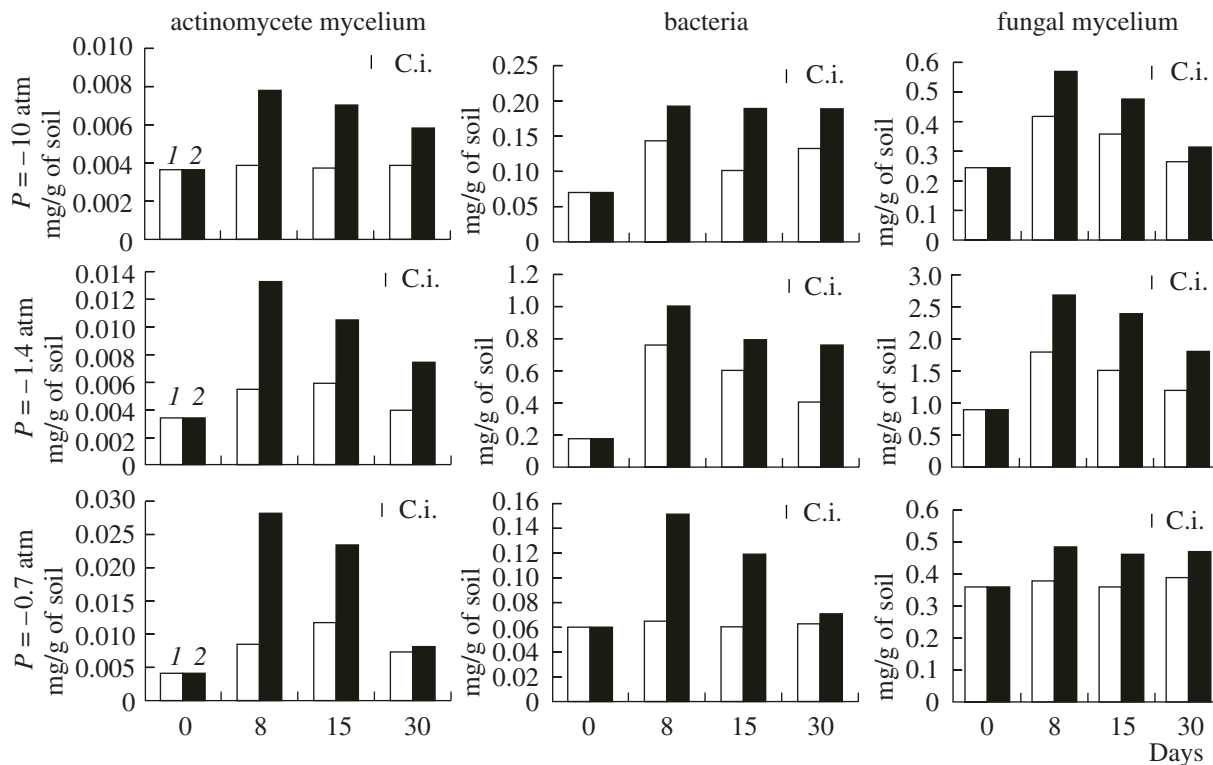 actinomycete mycelium
bacteria
fungal mycelium
P = −10 atm
mg/g of soil
0.010
0.008
0.006
0.004
0.002
0
1 2
C.i.
mg/g of soil
0.25
0.20
0.15
0.10
0.05
0
C.i.
mg/g of soil
0.6
0.5
0.4
0.3
0.2
0.1
0
C.i.
P = −1.4 atm
mg/g of soil
0.014
0.012
0.010
0.008
0.006
0.004
0.002
0
1 2
C.i.
mg/g of soil
1.2
1.0
0.8
0.6
0.4
0.2
0
C.i.
mg/g of soil
3.0
2.5
2.0
1.5
1.0
0.5
0
C.i.
P = −0.7 atm
mg/g of soil
0.030
0.025
0.020
0.015
0.010
0.005
0
1 2
C.i.
0 8 15 30
mg/g of soil
0.16
0.14
0.12
0.10
0.08
0.06
0.04
0.02
0
C.i.
0 8 15 30
mg/g of soil
0.6
0.5
0.4
0.3
0.2
0.1
0
C.i.
0 8 15 30
Days